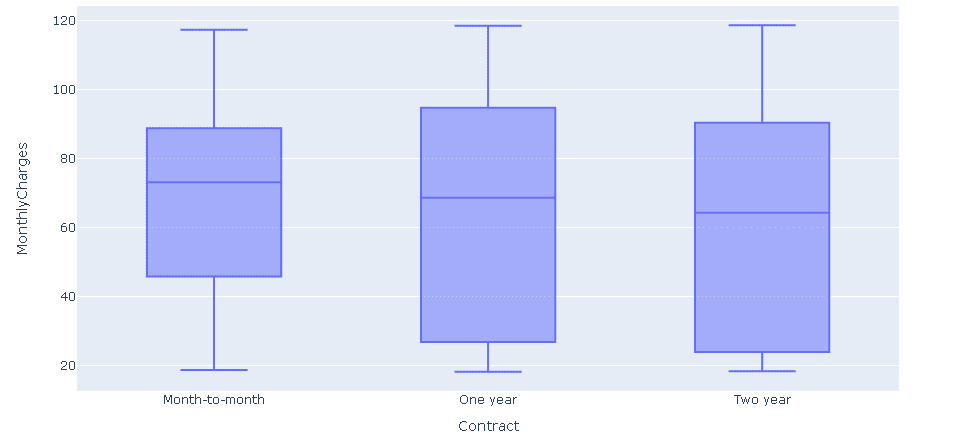 MonthlyCharges
120
100
80
60
40
20
Month-to-month
One year
Two year
Contract